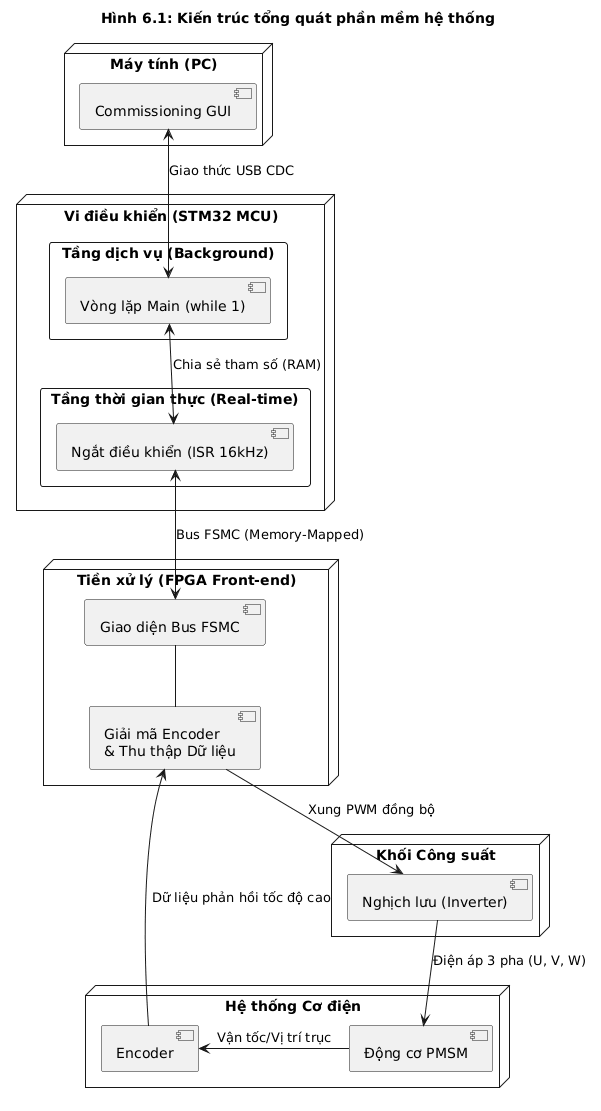 Hình 6.1: Kiến trúc tổng quát phần mềm hệ thống
Máy tính (PC)
Commissioning GUI
Giao thức USB CDC
Vi điều khiển (STM32 MCU)
Tầng dịch vụ (Background)
Vòng lặp Main (while 1)
Chia sẻ tham số (RAM)
Tầng thời gian thực (Real-time)
Ngắt điều khiển (ISR 16kHz)
Bus FSMC (Memory-Mapped)
Tiền xử lý (FPGA Front-end)
Giao diện Bus FSMC
Giải mã Encoder
& Thu thập Dữ liệu
Xung PWM đồng bộ
Khối Công suất
Nghịch lưu (Inverter)
Dữ liệu phản hồi tốc độ cao
Điện áp 3 pha (U, V, W)
Hệ thống Cơ điện
Encoder
Vận tốc/Vị trí trục
Động cơ PMSM